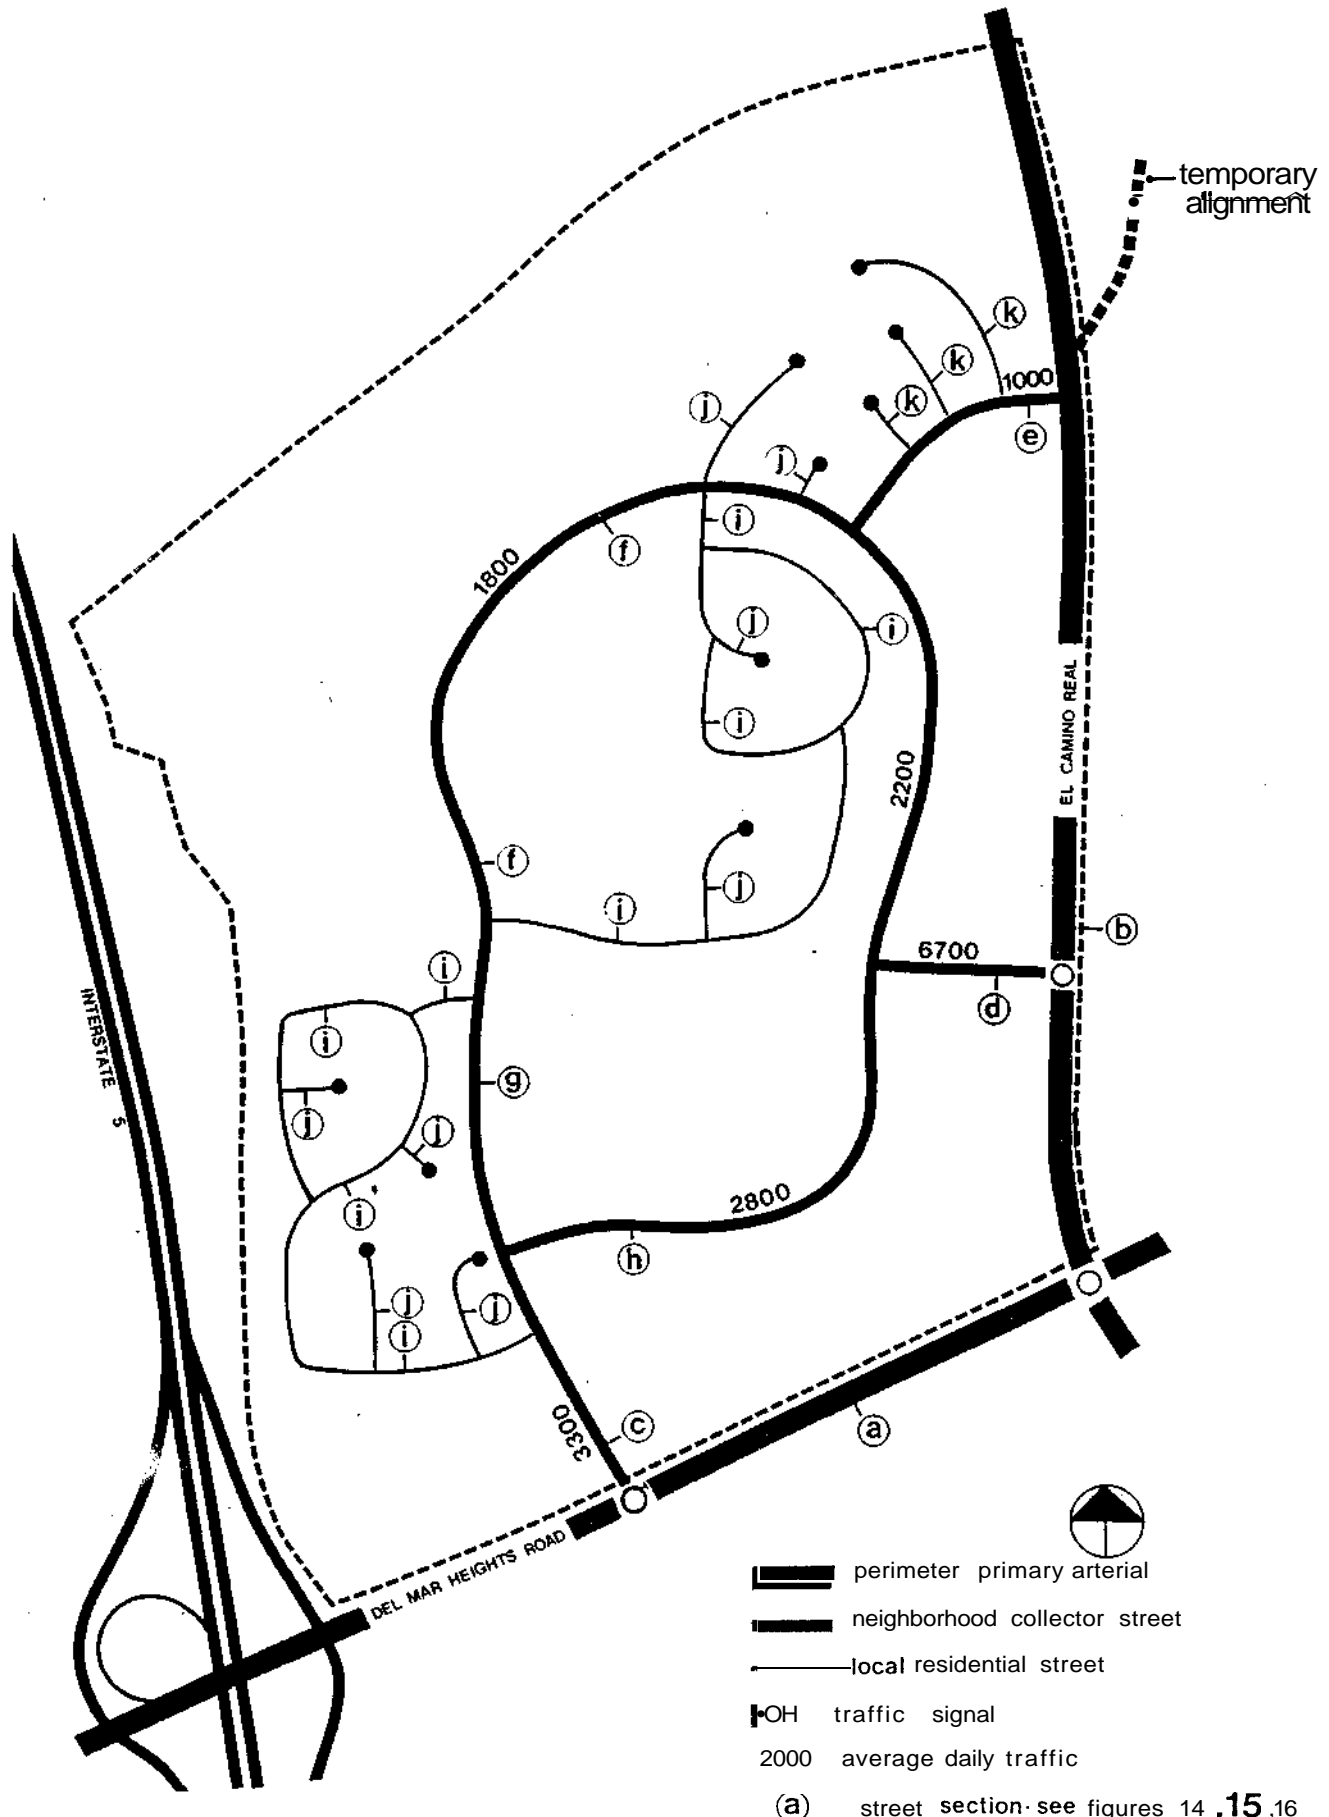 temporary
alignment
k
k
1000
j
k
e
j
i
f
1800
j
i
EL CAMINO REAL
i
2200
f
j
i
b
6700
i
d
INTERSTATE 5
i
g
j
j
i
2800
h
j
j
i
3300
c
a
DEL MAR HEIGHTS ROAD
perimeter primary arterial
neighborhood collector street
local residential street
OH traffic signal
2000 average daily traffic
(a) street section·see figures 14 .15 .16